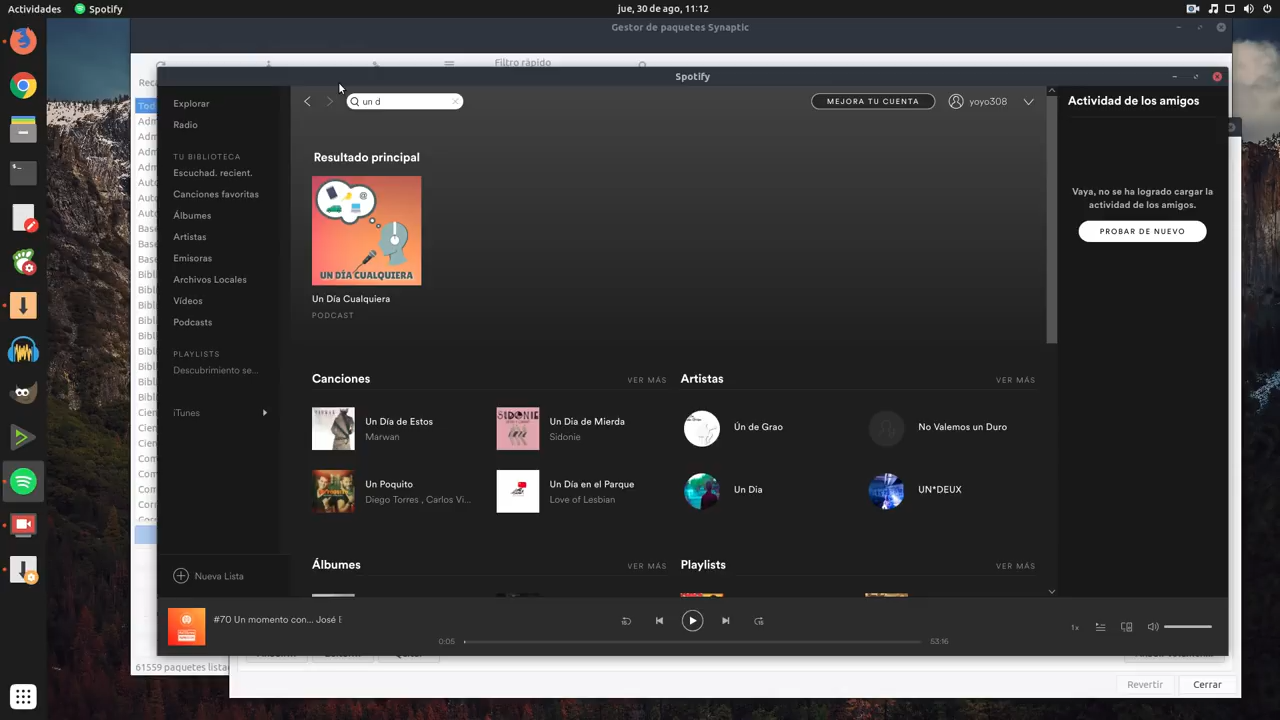 Actividades
Spotify
jue, 30 de ago, 11:12
Gestor de paquetes Synaptic
Filtro rápido
Spotify
un d
MEJORA TU CUENTA
yoyo308
Explorar
Radio
TU BIBLIOTECA
Escuchad. recient.
Canciones favoritas
Álbumes
Artistas
Emisoras
Archivos Locales
Vídeos
Podcasts
PLAYLISTS
Descubrimiento se...
iTunes
Nueva Lista
Resultado principal
UN DÍA CUALQUIERA
Un Día Cualquiera
PODCAST
Canciones
VER MÁS
Un Día de Estos
Marwan
Un Día de Mierda
Sidonie
Un Poquito
Diego Torres , Carlos Vi...
Un Día en el Parque
Love of Lesbian
Artistas
VER MÁS
Ún de Grao
No Valemos un Duro
Un Dia
UN*DEUX
Álbumes
VER MÁS
Playlists
VER MÁS
Actividad de los amigos
Vaya, no se ha logrado cargar la
actividad de los amigos.
PROBAR DE NUEVO
#70 Un momento con... José
0:05
53:16
1x
61559 paquetes lista
Revertir
Cerrar